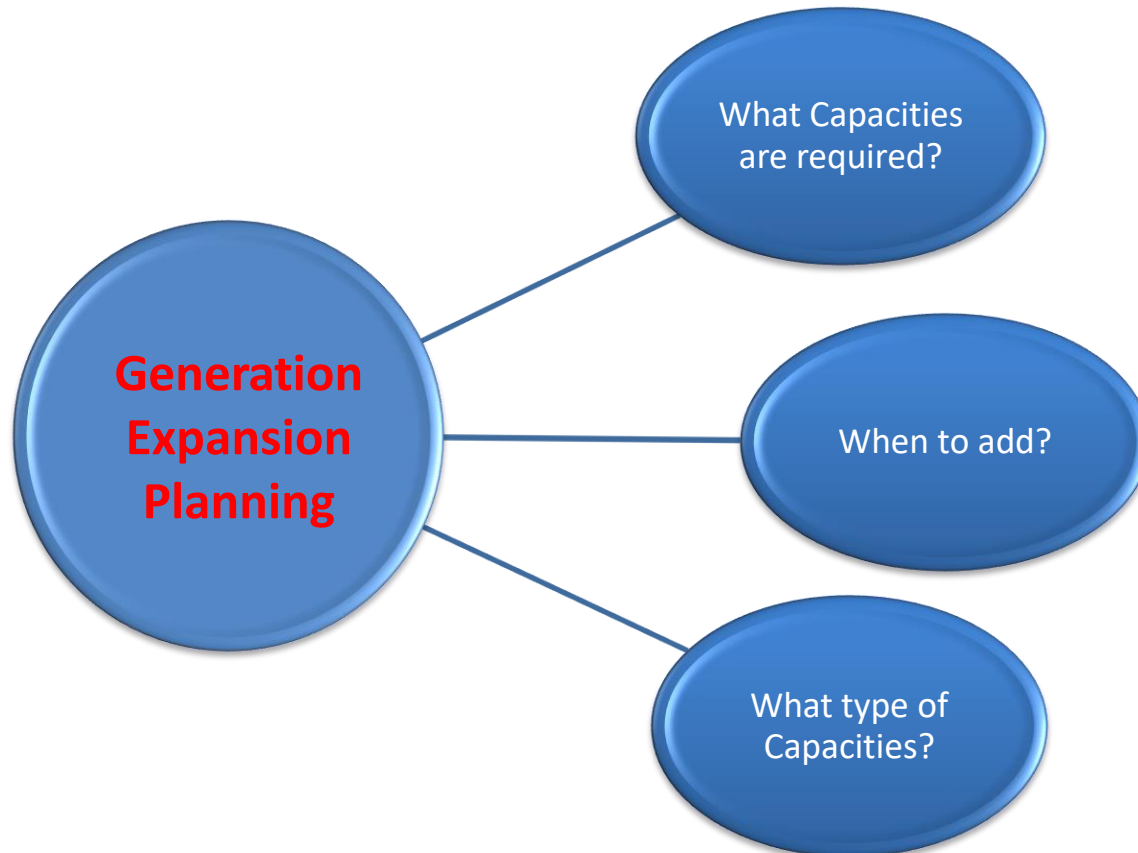 Generation
Expansion
Planning
What Capacities
are required?
When to add?
What type of
Capacities?